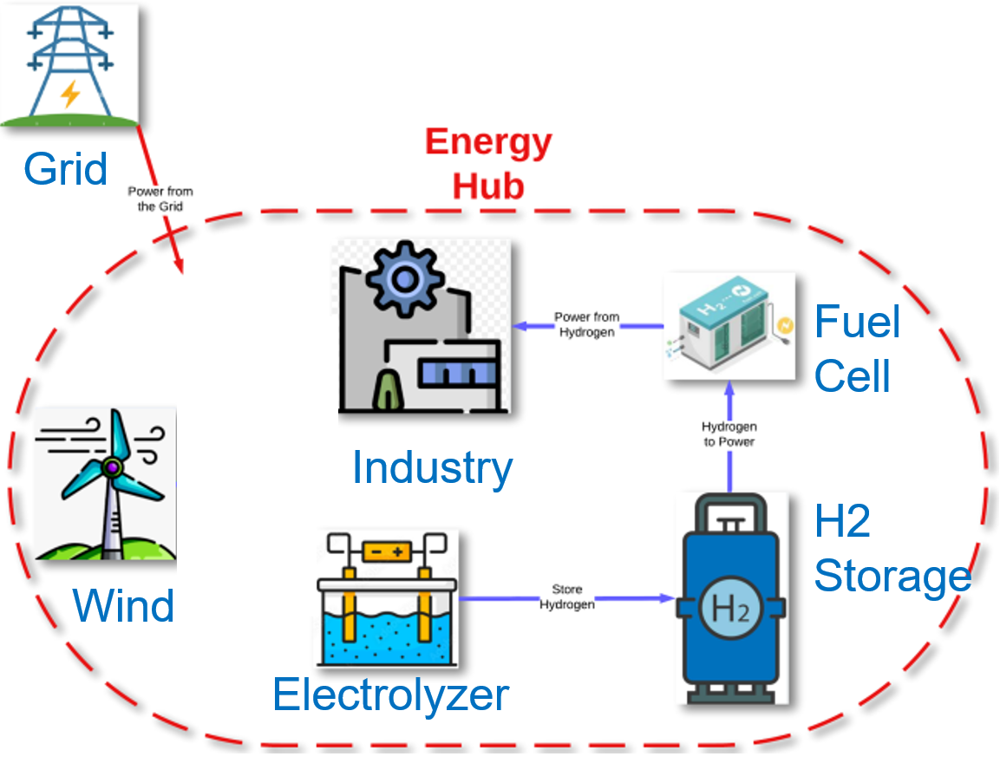 Grid
Power from
the Grid
Energy
Hub
H2
Power from
Hydrogen
Fuel
Cell
Hydrogen
to Power
Industry
Wind
H2
Storage
Store
Hydrogen
H2
Electrolyzer